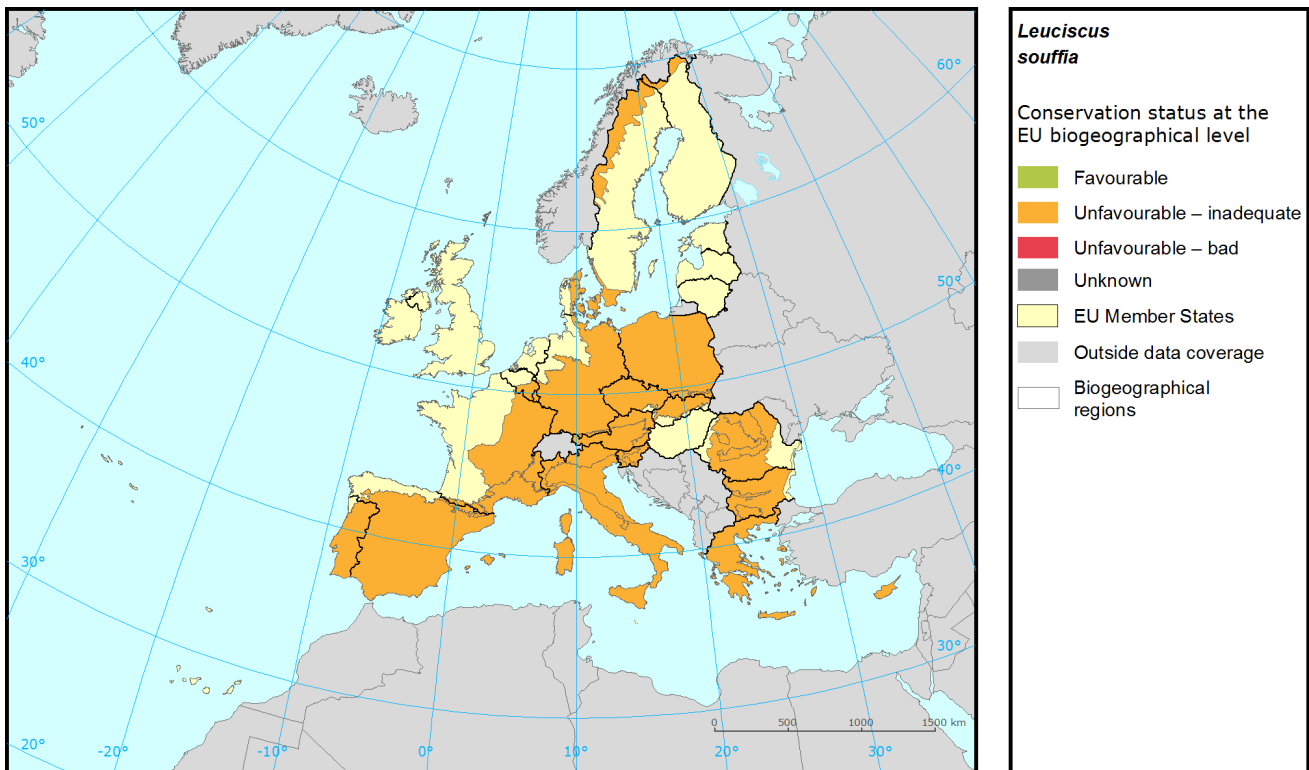 60°
50°
50°
40°
40°
30°
30°
0 500 1000 1500 km
20° -20° -10° 0° 10° 20° 30°
Leuciscus
souffia
Conservation status at the
EU biogeographical level
Favourable
Unfavourable – inadequate
Unfavourable – bad
Unknown
EU Member States
Outside data coverage
Biogeographical
regions